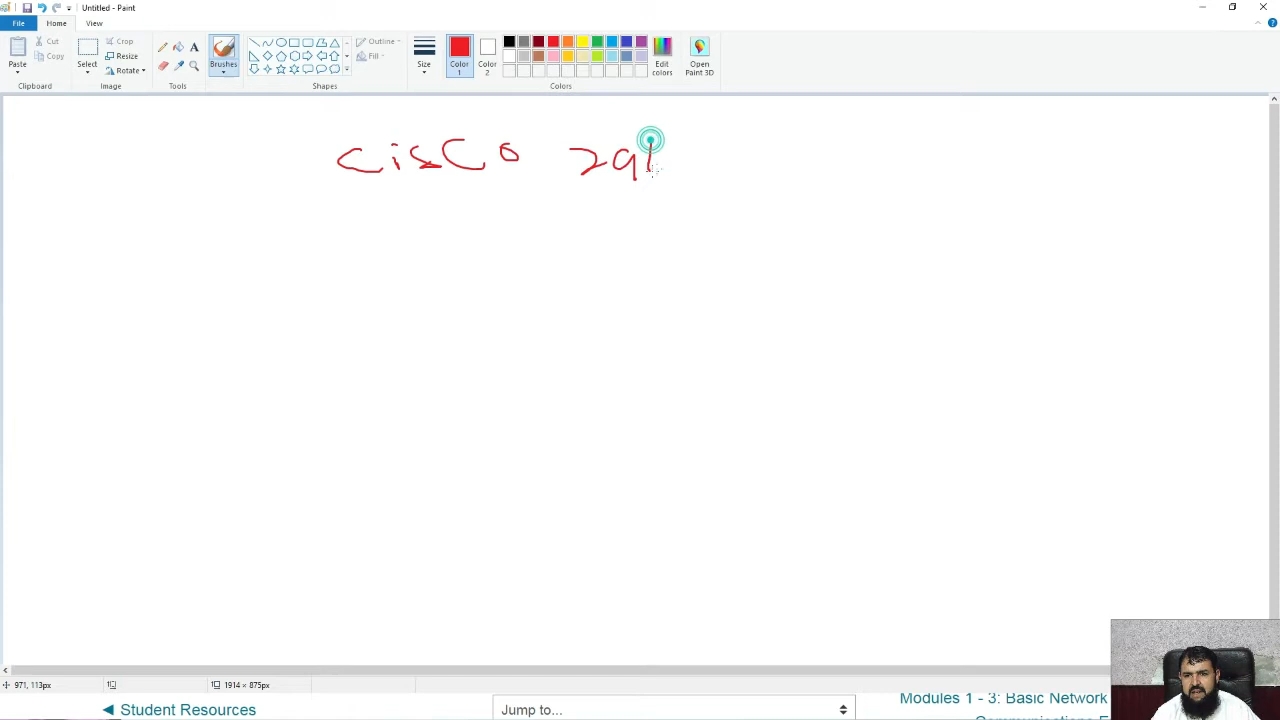 Untitled - Paint
File Home View
Paste Cut Copy Clipboard
Select Crop Resize Rotate Image
Tools
Brushes
Outline Fill Shapes
Size
Color 1
Color 2
Edit colors
Open Paint 3D
Colors
CisCo 291
971, 113px
1914 × 875px
◄ Student Resources
Jump to...
Modules 1 - 3: Basic Network